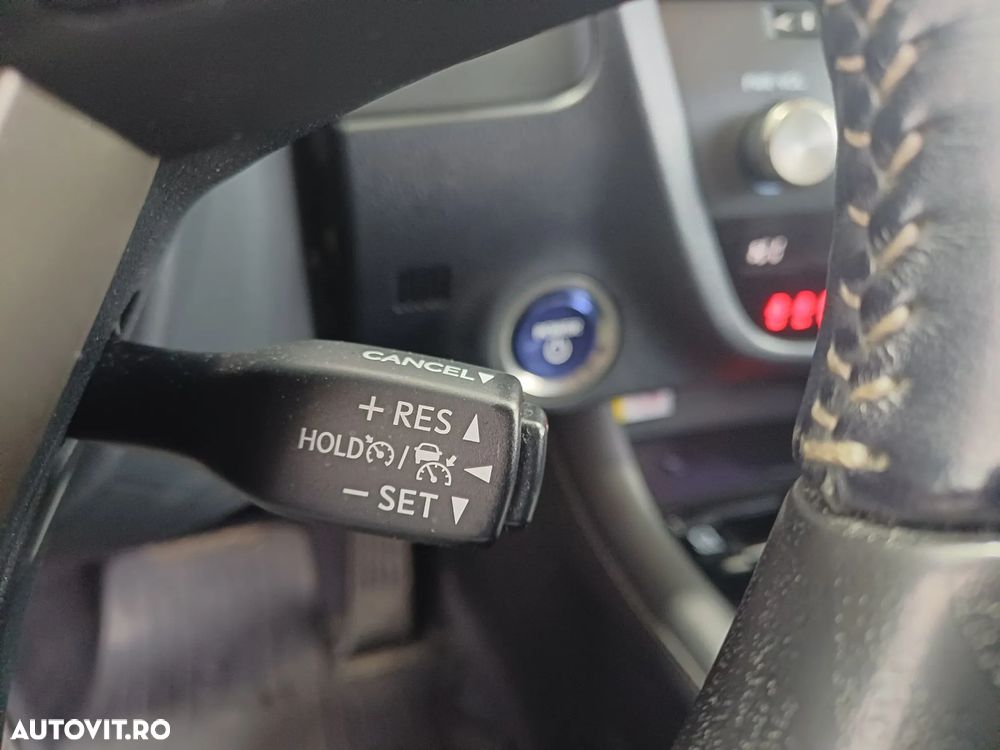 CANCEL▼
+ RES ▲
HOLD / ◀
− SET ▼
AUTOVIT.RO